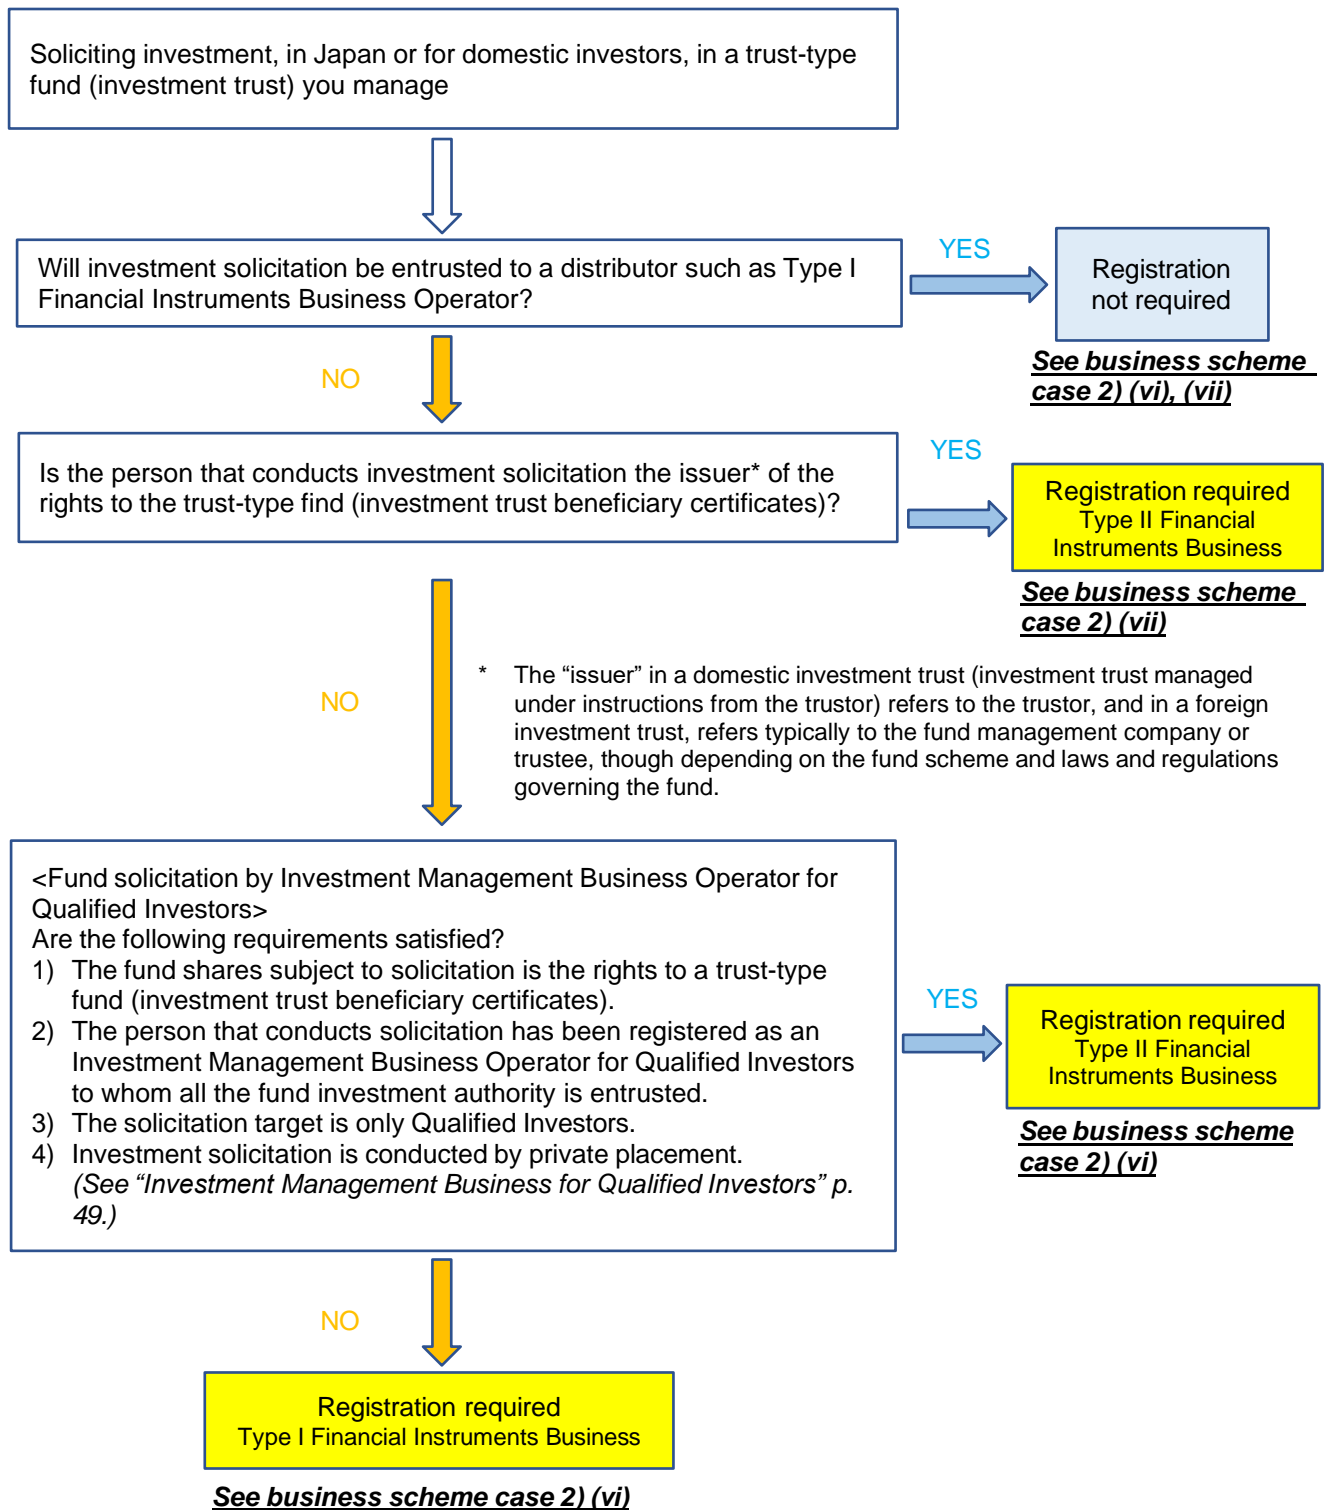 Soliciting investment, in Japan or for domestic investors, in a trust-type
fund (investment trust) you manage
Will investment solicitation be entrusted to a distributor such as Type I
Financial Instruments Business Operator?
YES
Registration
not required
See business scheme
case 2) (vi), (vii)
NO
Is the person that conducts investment solicitation the issuer* of the
rights to the trust-type find (investment trust beneficiary certificates)?
YES
Registration required
Type II Financial
Instruments Business
See business scheme
case 2) (vii)
NO
* The “issuer” in a domestic investment trust (investment trust managed
under instructions from the trustor) refers to the trustor, and in a foreign
investment trust, refers typically to the fund management company or
trustee, though depending on the fund scheme and laws and regulations
governing the fund.
<Fund solicitation by Investment Management Business Operator for
Qualified Investors>
Are the following requirements satisfied?
1) The fund shares subject to solicitation is the rights to a trust-type
fund (investment trust beneficiary certificates).
2) The person that conducts solicitation has been registered as an
Investment Management Business Operator for Qualified Investors
to whom all the fund investment authority is entrusted.
3) The solicitation target is only Qualified Investors.
4) Investment solicitation is conducted by private placement.
(See “Investment Management Business for Qualified Investors” p.
49.)
YES
Registration required
Type II Financial
Instruments Business
See business scheme
case 2) (vi)
NO
Registration required
Type I Financial Instruments Business
See business scheme case 2) (vi)